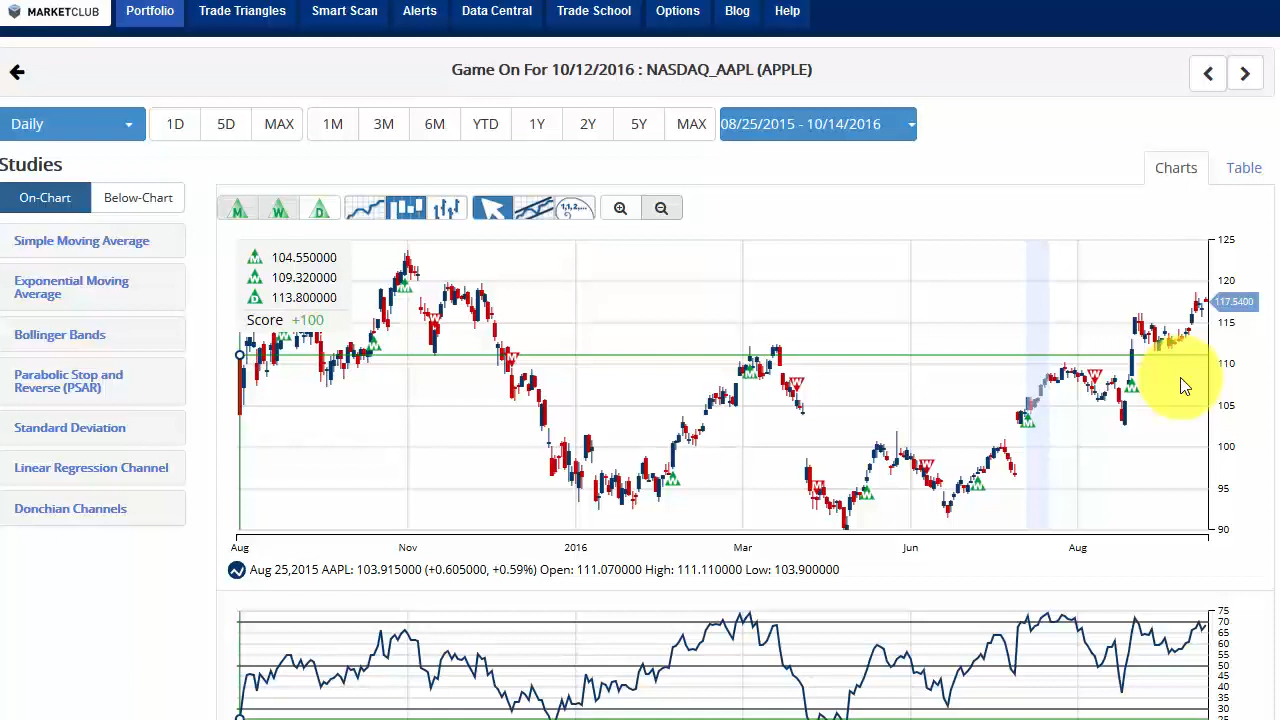 MARKETCLUB Portfolio Trade Triangles Smart Scan Alerts Data Central Trade School Options Blog Help
Game On For 10/12/2016 : NASDAQ_AAPL (APPLE)
Daily 1D 5D MAX 1M 3M 6M YTD 1Y 2Y 5Y MAX 08/25/2015 - 10/14/2016
Studies
Charts Table
On-Chart Below-Chart
M W D 1,1,2,...
Simple Moving Average
Exponential Moving
Average
Bollinger Bands
Parabolic Stop and
Reverse (PSAR)
Standard Deviation
Linear Regression Channel
Donchian Channels
M 104.550000
W 109.320000
D 113.800000
Score +100
125
120
117.5400
115
110
105
100
95
90
Aug Nov 2016 Mar Jun Aug
Aug 25,2015 AAPL: 103.915000 (+0.605000, +0.59%) Open: 111.070000 High: 111.110000 Low: 103.900000
75
70
65
60
55
50
45
40
35
30
25